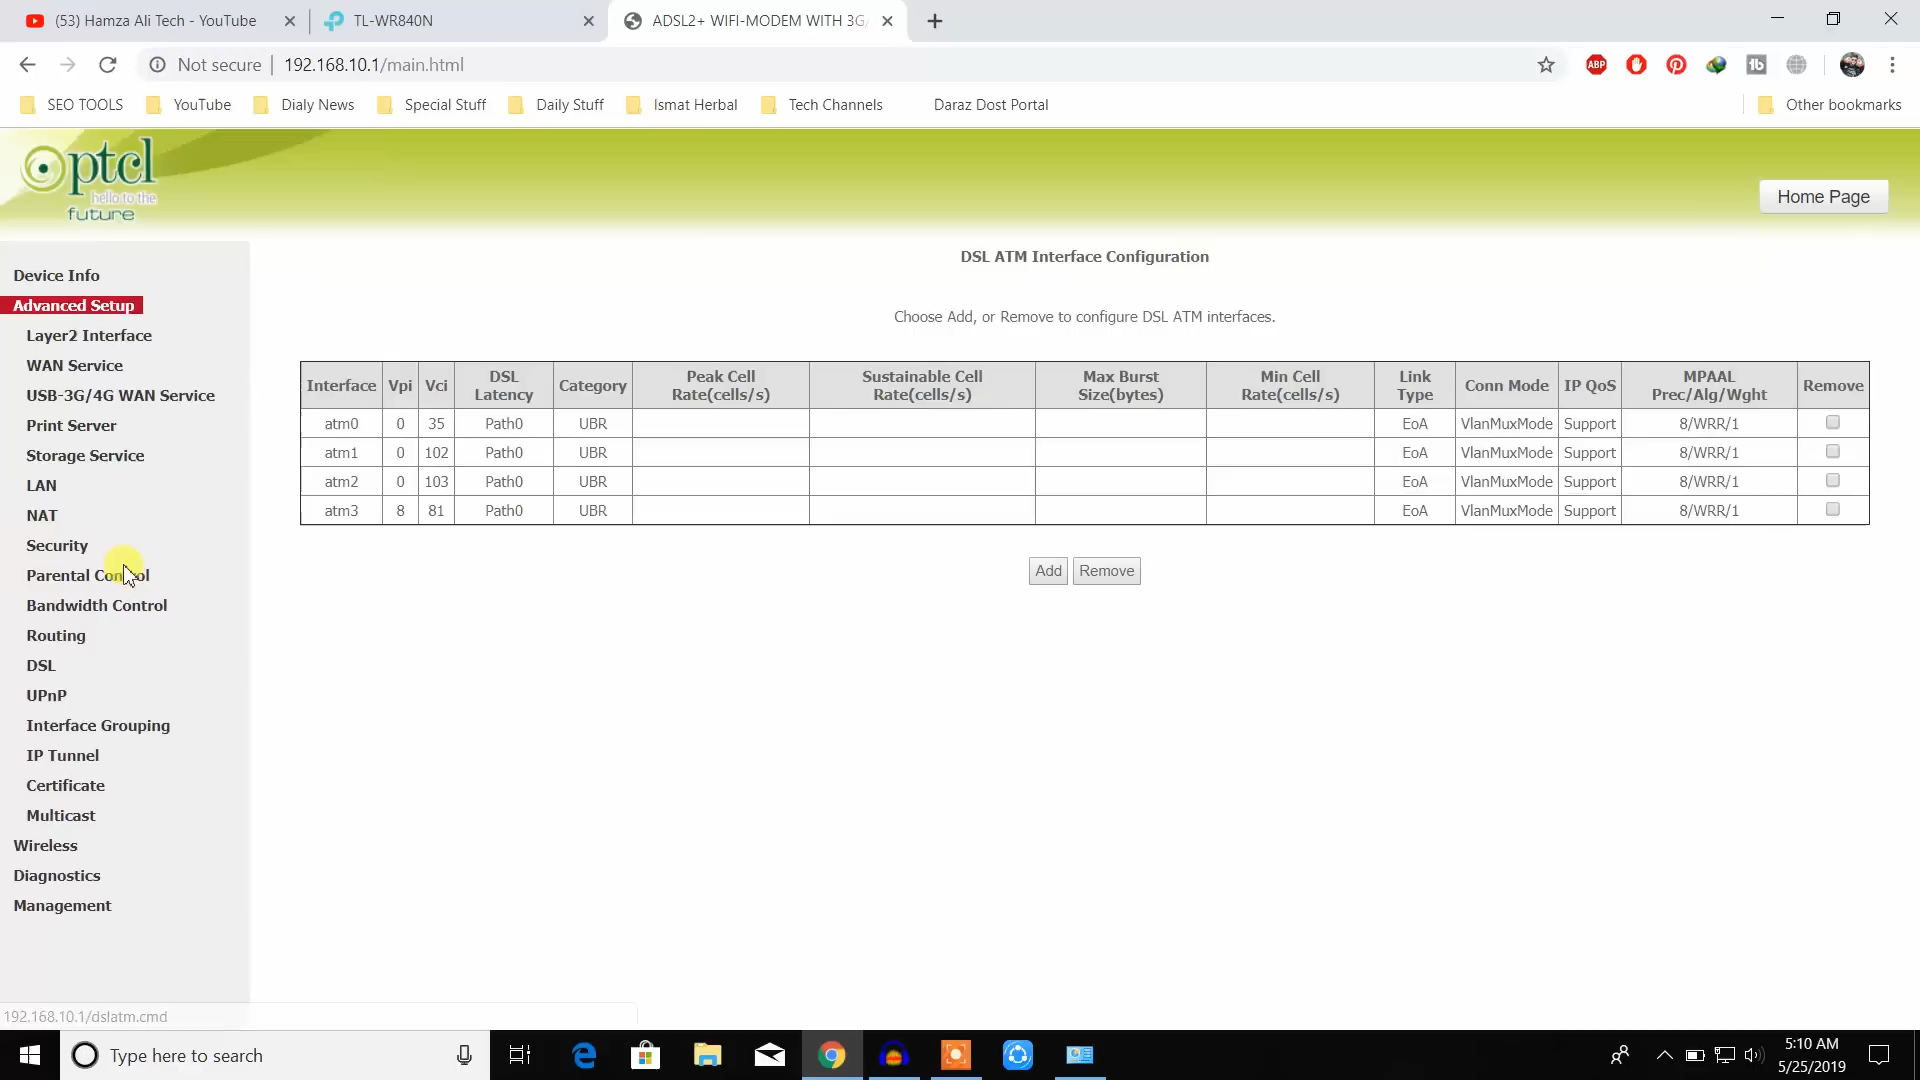 (53) Hamza Ali Tech - YouTube
TL-WR840N
ADSL2+ WIFI-MODEM WITH 3G/
Not secure
192.168.10.1/main.html
ABP
SEO TOOLS
YouTube
Dialy News
Special Stuff
Daily Stuff
Ismat Herbal
Tech Channels
Daraz Dost Portal
Other bookmarks
ptcl
hello to the
future
Home Page
Device Info
Advanced Setup
Layer2 Interface
WAN Service
USB-3G/4G WAN Service
Print Server
Storage Service
LAN
NAT
Security
Parental Control
Bandwidth Control
Routing
DSL
UPnP
Interface Grouping
IP Tunnel
Certificate
Multicast
Wireless
Diagnostics
Management
DSL ATM Interface Configuration
Choose Add, or Remove to configure DSL ATM interfaces.
Interface Vpi Vci DSL Latency Category Peak Cell Rate(cells/s) Sustainable Cell Rate(cells/s) Max Burst Size(bytes) Min Cell Rate(cells/s) Link Type Conn Mode IP QoS MPAAL Prec/Alg/Wght Remove
atm0 0 35 Path0 UBR EoA VlanMuxMode Support 8/WRR/1
atm1 0 102 Path0 UBR EoA VlanMuxMode Support 8/WRR/1
atm2 0 103 Path0 UBR EoA VlanMuxMode Support 8/WRR/1
atm3 8 81 Path0 UBR EoA VlanMuxMode Support 8/WRR/1
Add Remove
192.168.10.1/dslatm.cmd
Type here to search
5:10 AM
5/25/2019